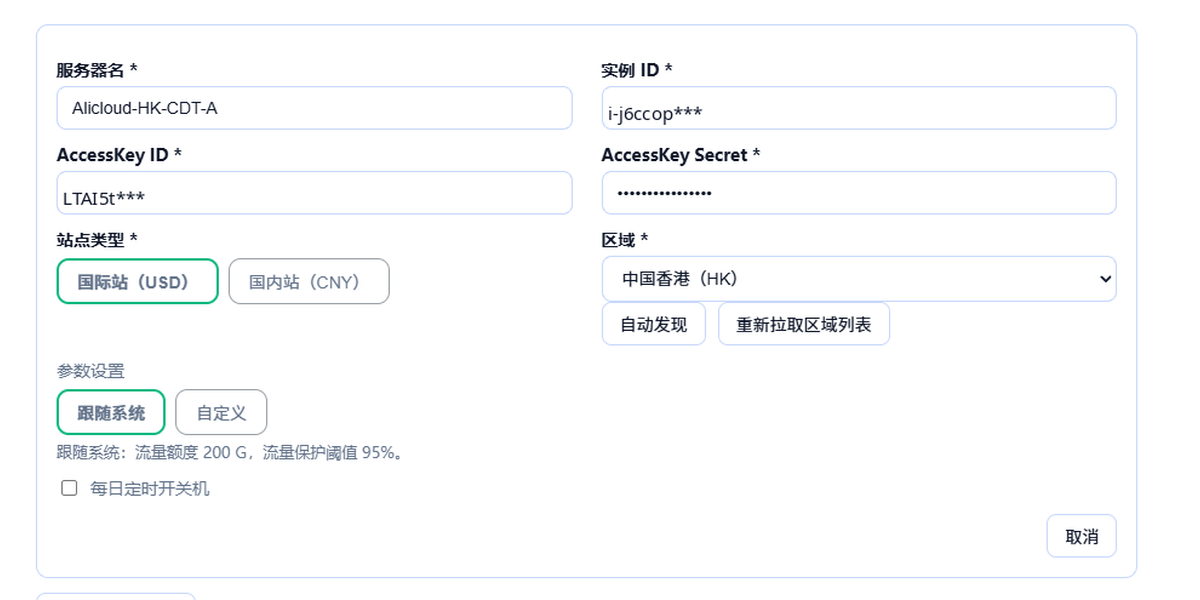 服务器名 *
实例 ID *
Alicloud-HK-CDT-A
i-j6ccop***
AccessKey ID *
AccessKey Secret *
LTAI5t***
••••••••••••••••
站点类型 *
区域 *
国际站（USD）
国内站（CNY）
中国香港（HK）
自动发现
重新拉取区域列表
参数设置
跟随系统
自定义
跟随系统：流量额度 200 G，流量保护阈值 95%。
每日定时开关机
取消